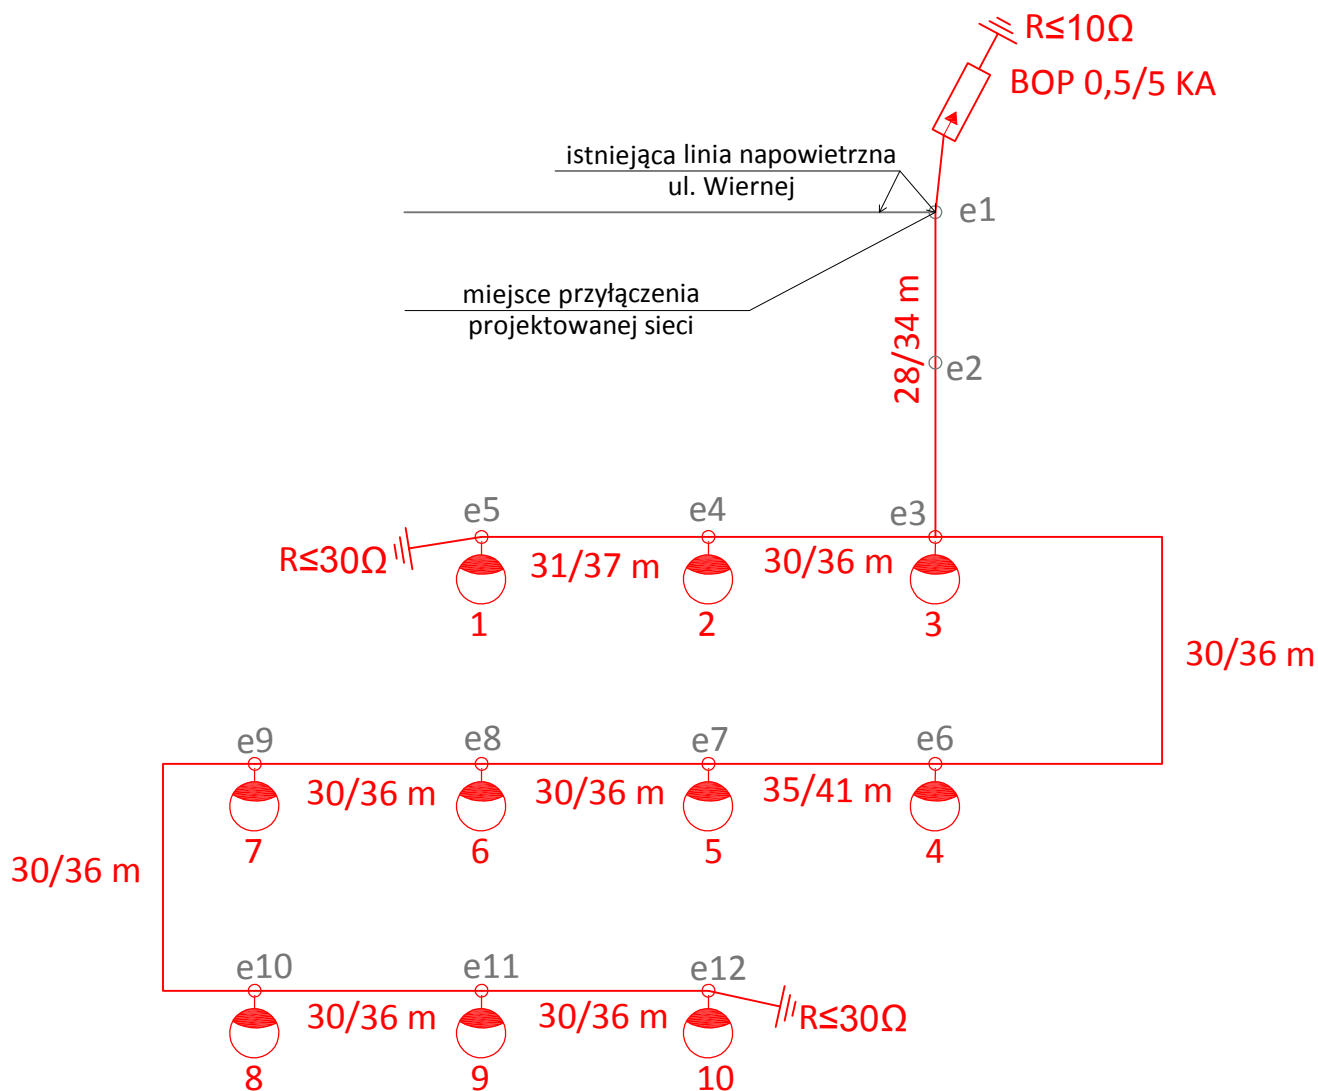 R≤10Ω
BOP 0,5/5 KA
istniejąca linia napowietrzna
ul. Wiernej
e1
miejsce przyłączenia
projektowanej sieci
28/34 m
e2
e5
e4
e3
R≤30Ω
31/37 m
30/36 m
1
2
3
30/36 m
e9
e8
e7
e6
30/36 m
30/36 m
35/41 m
7
6
5
4
30/36 m
e10
e11
e12
30/36 m
30/36 m
R≤30Ω
8
9
10